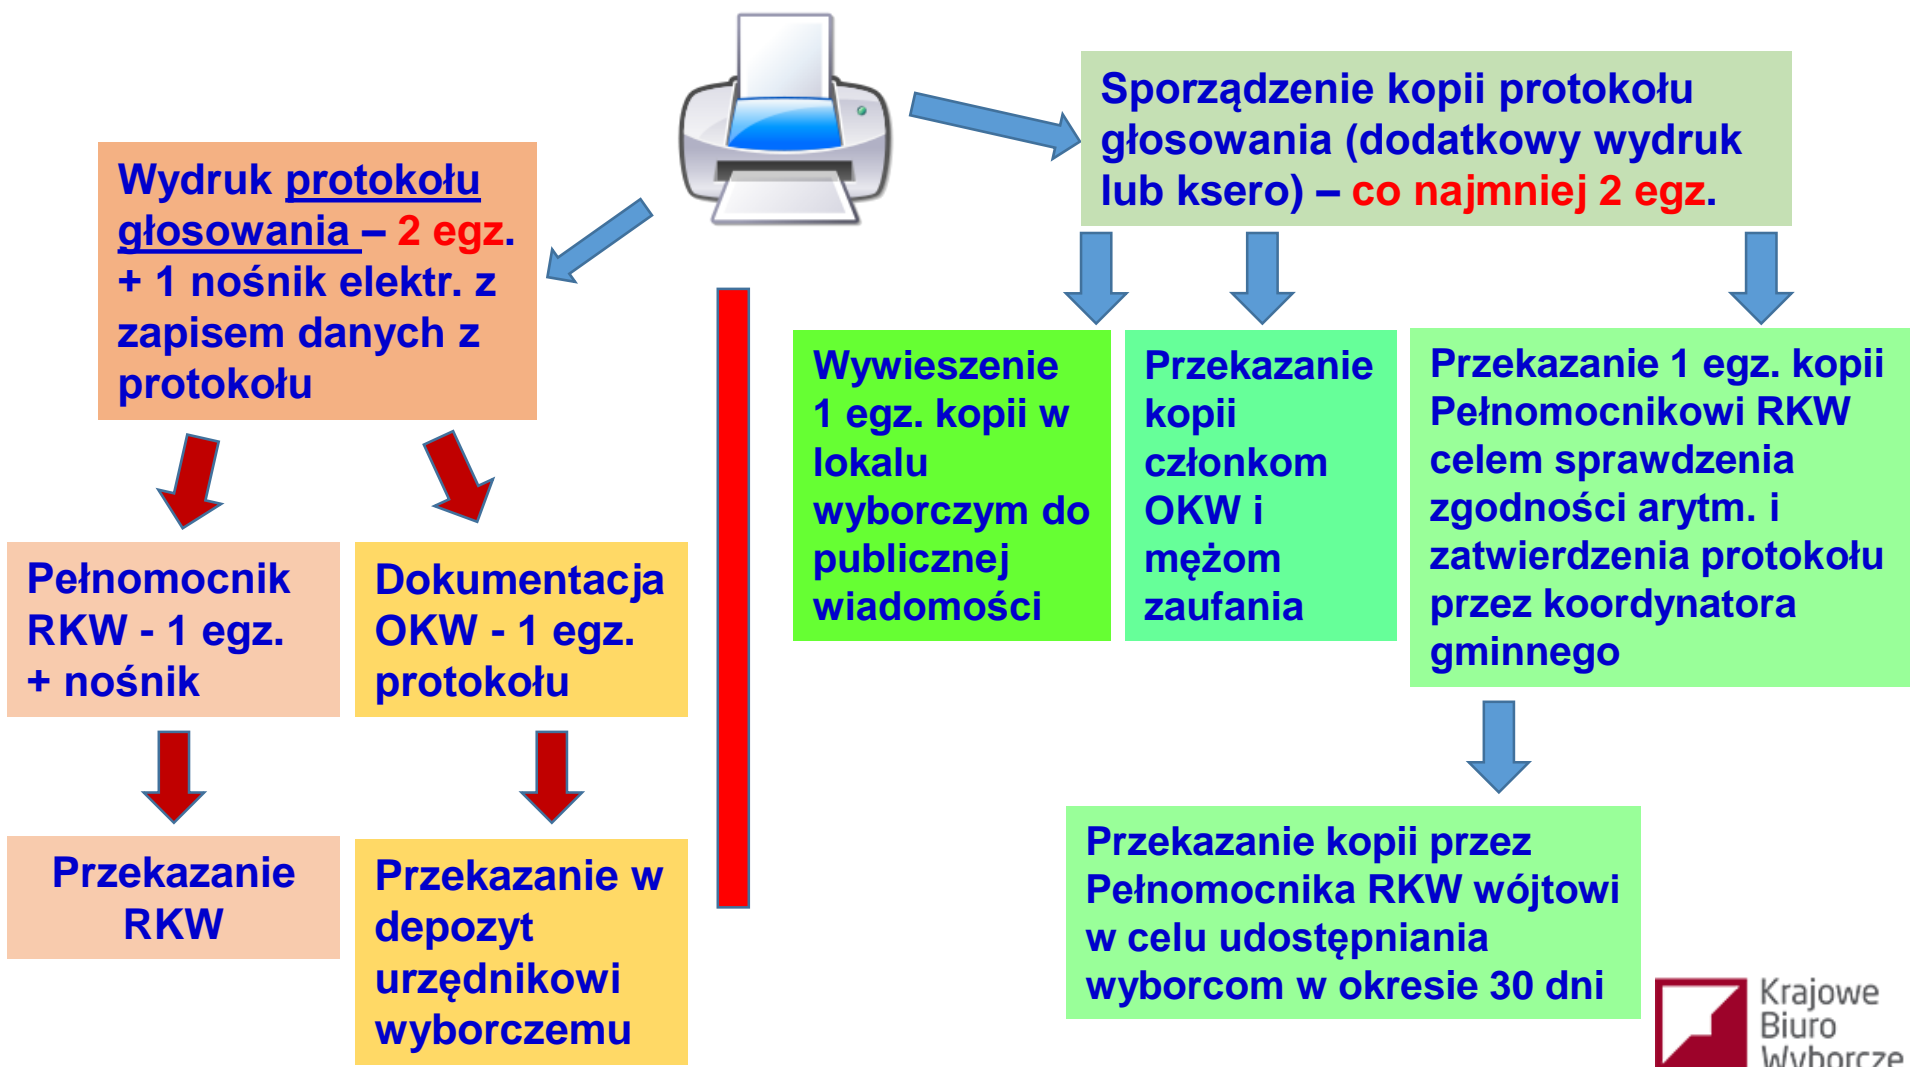 Wydruk protokołu
głosowania – 2 egz.
+ 1 nośnik elektr. z
zapisem danych z
protokołu
Pełnomocnik
RKW - 1 egz.
+ nośnik
Dokumentacja
OKW - 1 egz.
protokołu
Przekazanie
RKW
Przekazanie w
depozyt
urzędnikowi
wyborczemu
Sporządzenie kopii protokołu
głosowania (dodatkowy wydruk
lub ksero) – co najmniej 2 egz.
Wywieszenie
1 egz. kopii w
lokalu
wyborczym do
publicznej
wiadomości
Przekazanie
kopii
członkom
OKW i
mężom
zaufania
Przekazanie 1 egz. kopii
Pełnomocnikowi RKW
celem sprawdzenia
zgodności arytm. i
zatwierdzenia protokołu
przez koordynatora
gminnego
Przekazanie kopii przez
Pełnomocnika RKW wójtowi
w celu udostępniania
wyborcom w okresie 30 dni
Krajowe
Biuro
Wyborcze